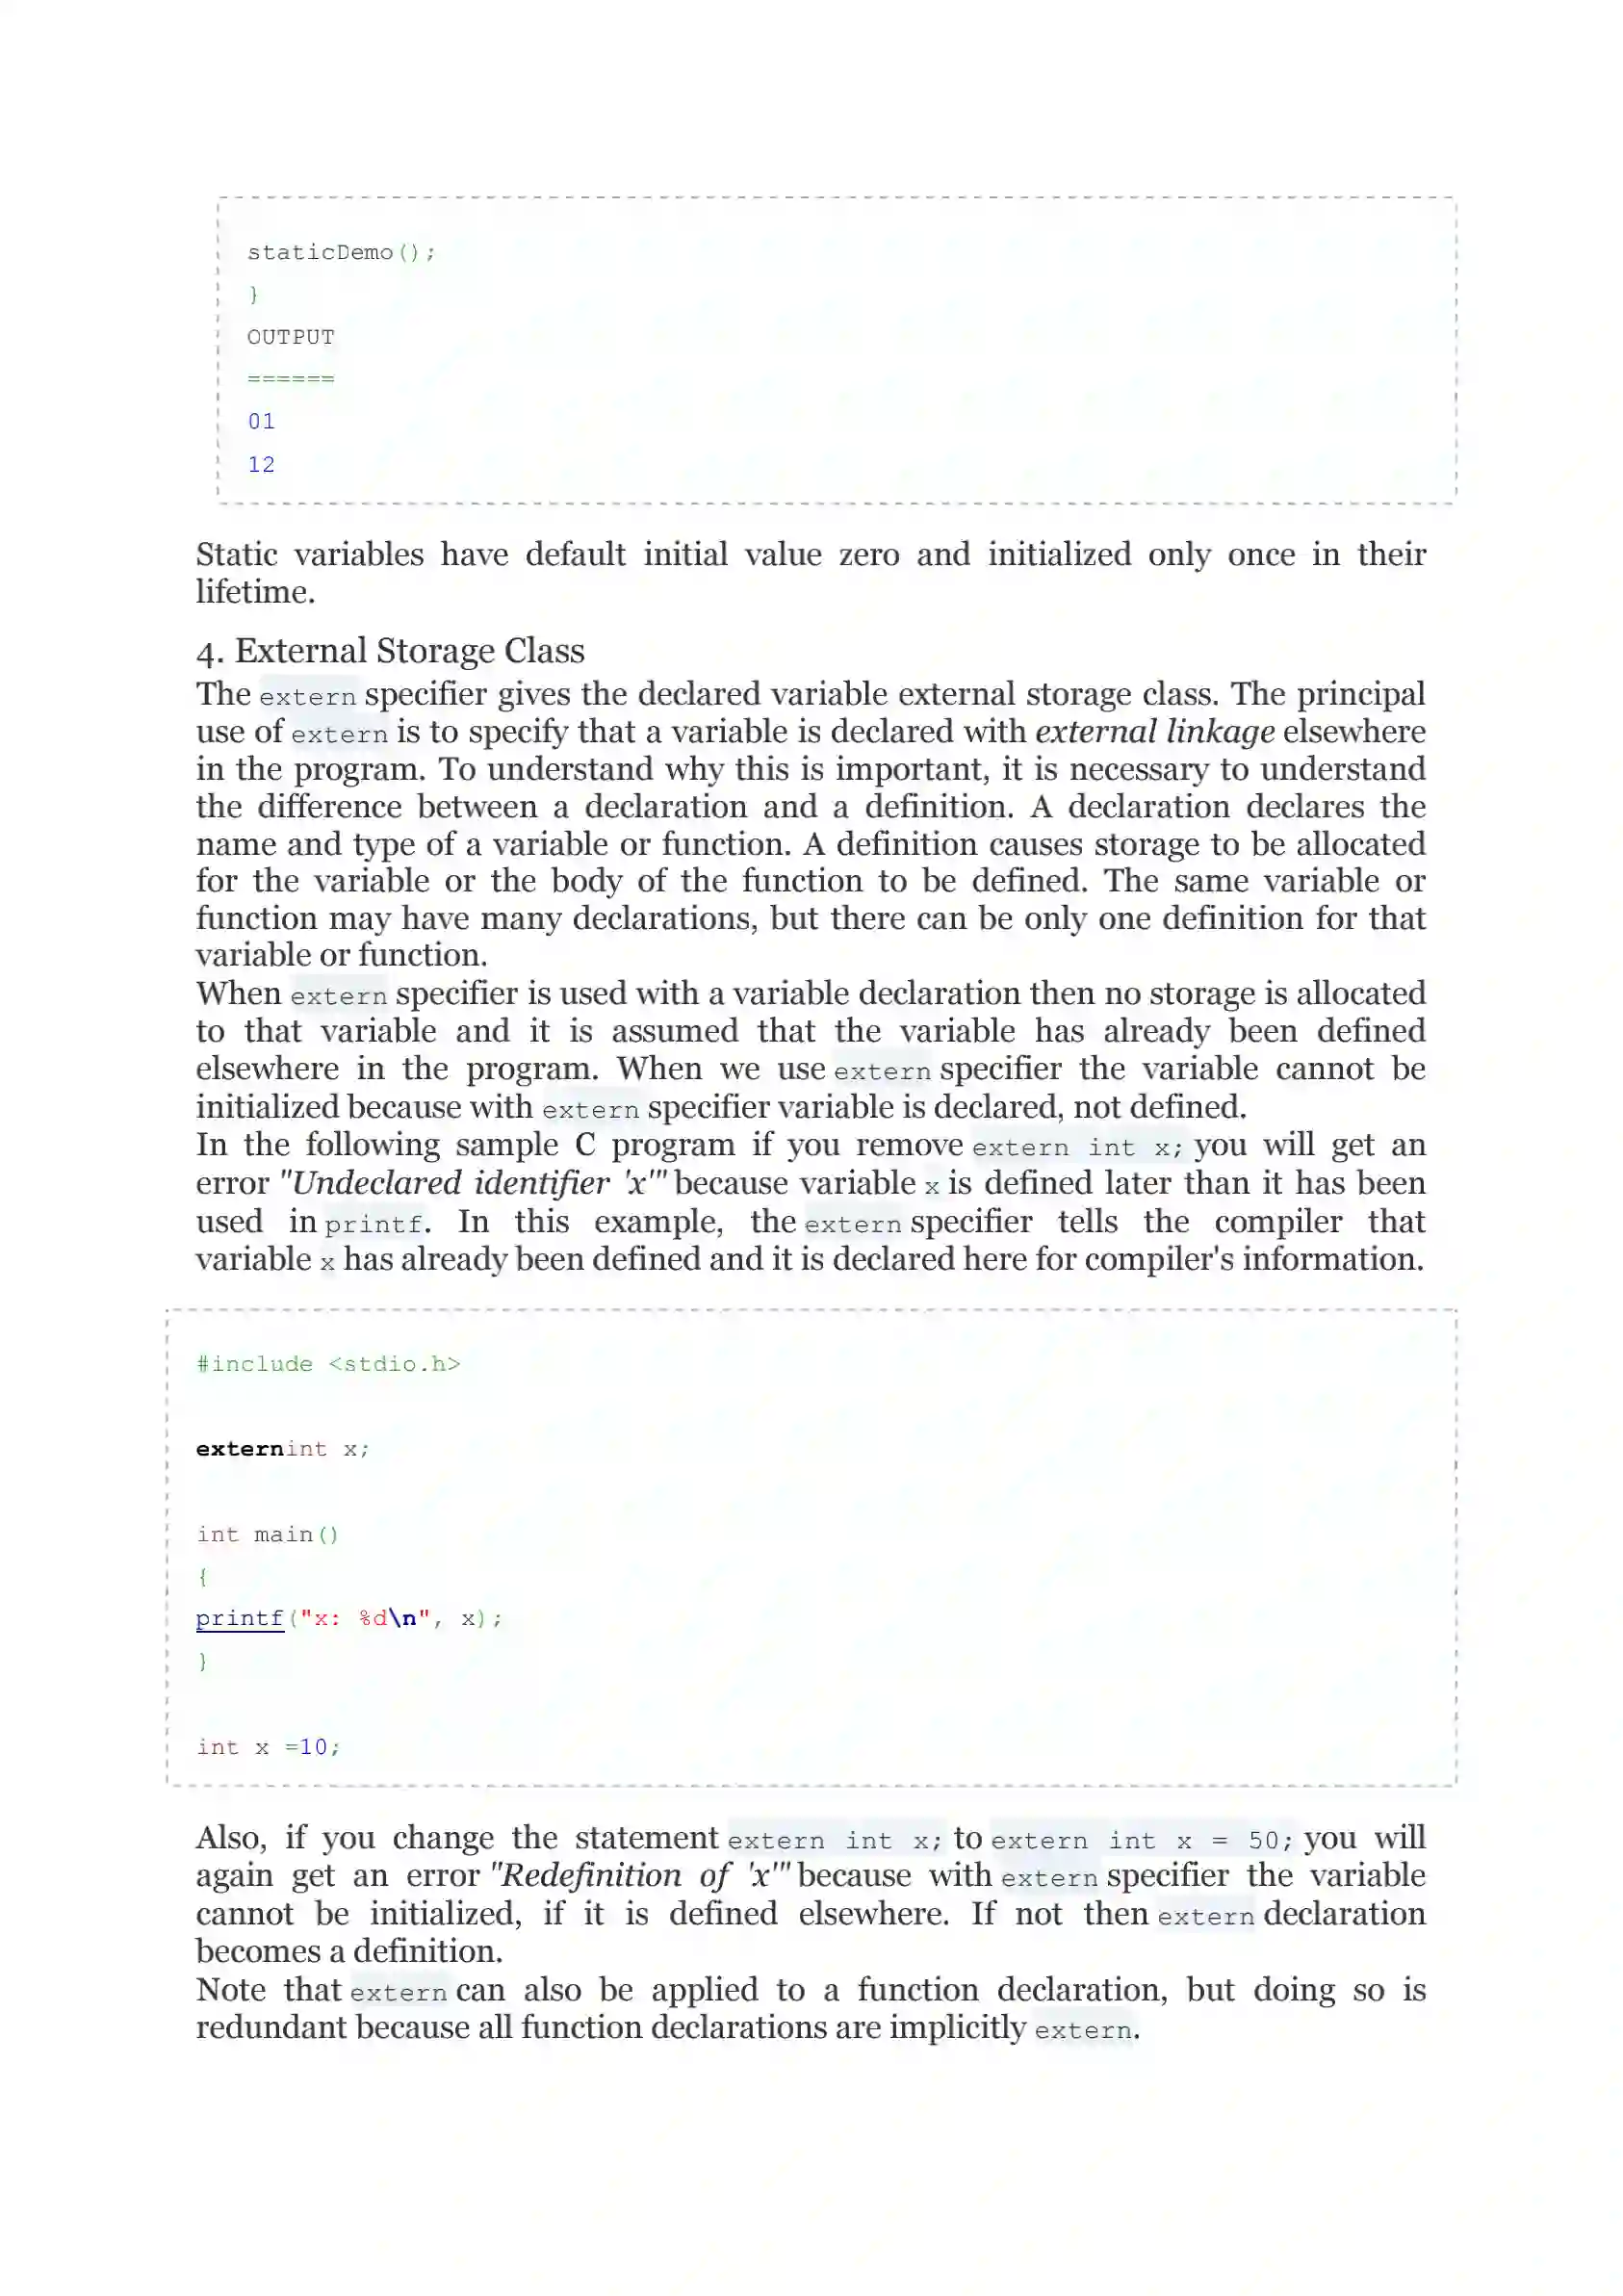 staticDemo();
}
OUTPUT
======
01
12
Static variables have default initial value zero and initialized only once in their
lifetime.
4. External Storage Class
The extern specifier gives the declared variable external storage class. The principal
use of extern is to specify that a variable is declared with external linkage elsewhere
in the program. To understand why this is important, it is necessary to understand
the difference between a declaration and a definition. A declaration declares the
name and type of a variable or function. A definition causes storage to be allocated
for the variable or the body of the function to be defined. The same variable or
function may have many declarations, but there can be only one definition for that
variable or function.
When extern specifier is used with a variable declaration then no storage is allocated
to that variable and it is assumed that the variable has already been defined
elsewhere in the program. When we use extern specifier the variable cannot be
initialized because with extern specifier variable is declared, not defined.
In the following sample C program if you remove extern int x; you will get an
error "Undeclared identifier 'x'" because variable x is defined later than it has been
used in printf. In this example, the extern specifier tells the compiler that
variable x has already been defined and it is declared here for compiler's information.
#include <stdio.h>
externint x;
int main()
{
printf("x: %d\n", x);
}
int x =10;
Also, if you change the statement extern int x; to extern int x = 50; you will
again get an error "Redefinition of 'x'" because with extern specifier the variable
cannot be initialized, if it is defined elsewhere. If not then extern declaration
becomes a definition.
Note that extern can also be applied to a function declaration, but doing so is
redundant because all function declarations are implicitly extern.